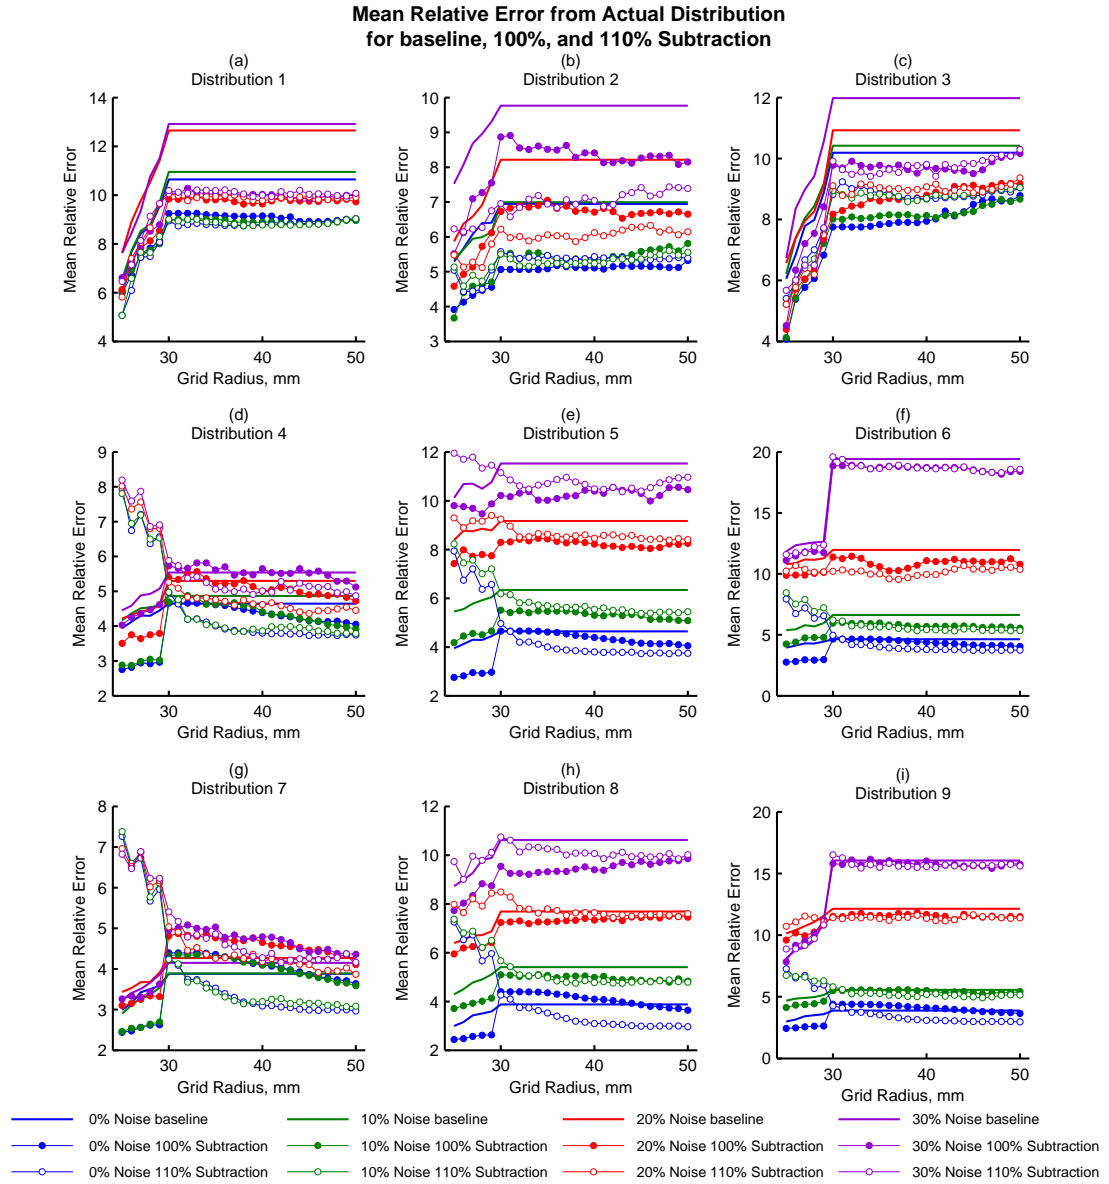 Mean Relative Error from Actual Distribution
for baseline, 100%, and 110% Subtraction
(a)
Distribution 1
14
12
10
8
6
4
30
40
50
Mean Relative Error
Grid Radius, mm
(b)
Distribution 2
10
9
8
7
6
5
4
3
30
40
50
Mean Relative Error
Grid Radius, mm
(c)
Distribution 3
12
10
8
6
4
30
40
50
Mean Relative Error
Grid Radius, mm
(d)
Distribution 4
9
8
7
6
5
4
3
2
30
40
50
Mean Relative Error
Grid Radius, mm
(e)
Distribution 5
12
10
8
6
4
2
30
40
50
Mean Relative Error
Grid Radius, mm
(f)
Distribution 6
20
15
10
5
0
30
40
50
Mean Relative Error
Grid Radius, mm
(g)
Distribution 7
8
7
6
5
4
3
2
30
40
50
Mean Relative Error
Grid Radius, mm
(h)
Distribution 8
12
10
8
6
4
2
30
40
50
Mean Relative Error
Grid Radius, mm
(i)
Distribution 9
20
15
10
5
0
30
40
50
Mean Relative Error
Grid Radius, mm
0% Noise baseline
10% Noise baseline
20% Noise baseline
30% Noise baseline
0% Noise 100% Subtraction
10% Noise 100% Subtraction
20% Noise 100% Subtraction
30% Noise 100% Subtraction
0% Noise 110% Subtraction
10% Noise 110% Subtraction
20% Noise 110% Subtraction
30% Noise 110% Subtraction